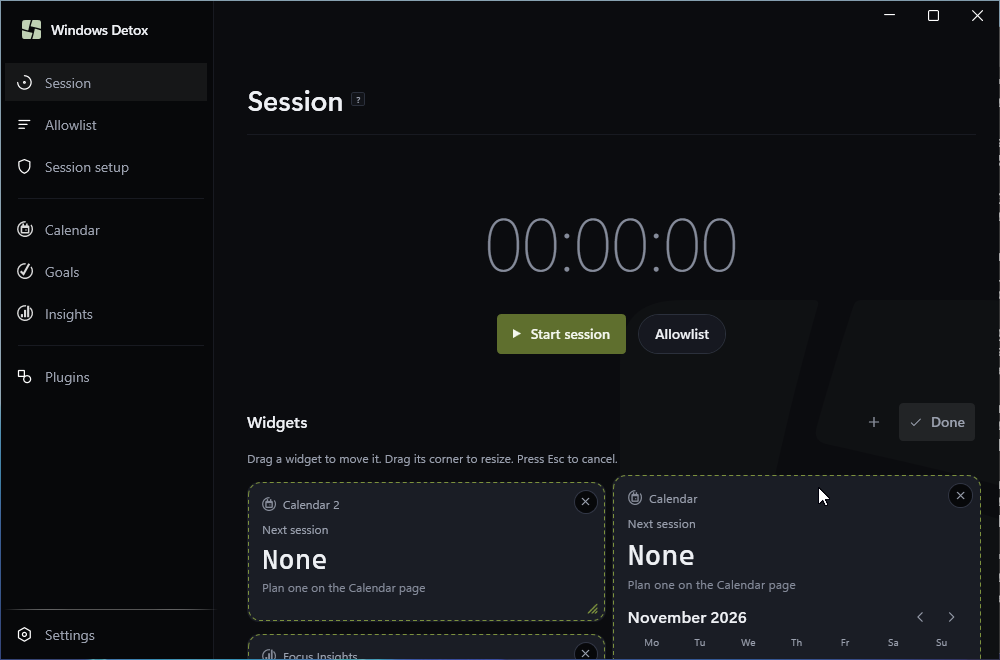 Windows Detox
Session
Allowlist
Session setup
Calendar
Goals
Insights
Plugins
Settings
Session ?
00:00:00
Start session
Allowlist
Widgets
+ Done
Drag a widget to move it. Drag its corner to resize. Press Esc to cancel.
Calendar 2
Next session
None
Plan one on the Calendar page
Focus Insights
Calendar
Next session
None
Plan one on the Calendar page
November 2026
Mo Tu We Th Fr Sa Su